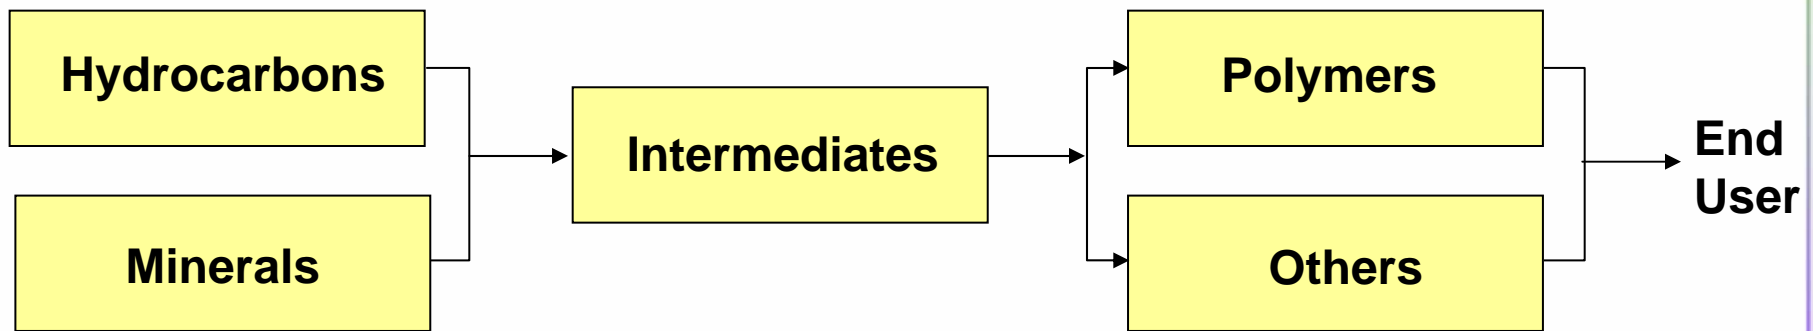 Hydrocarbons
Minerals
Intermediates
Polymers
Others
End
User